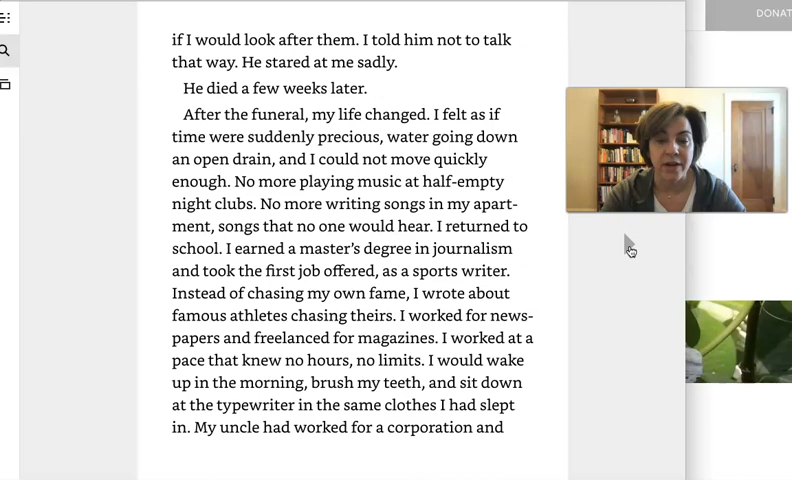 DONAT
if I would look after them. I told him not to talk
that way. He stared at me sadly.
He died a few weeks later.
After the funeral, my life changed. I felt as if
time were suddenly precious, water going down
an open drain, and I could not move quickly
enough. No more playing music at half-empty
night clubs. No more writing songs in my apart-
ment, songs that no one would hear. I returned to
school. I earned a master’s degree in journalism
and took the first job offered, as a sports writer.
Instead of chasing my own fame, I wrote about
famous athletes chasing theirs. I worked for news-
papers and freelanced for magazines. I worked at a
pace that knew no hours, no limits. I would wake
up in the morning, brush my teeth, and sit down
at the typewriter in the same clothes I had slept
in. My uncle had worked for a corporation and